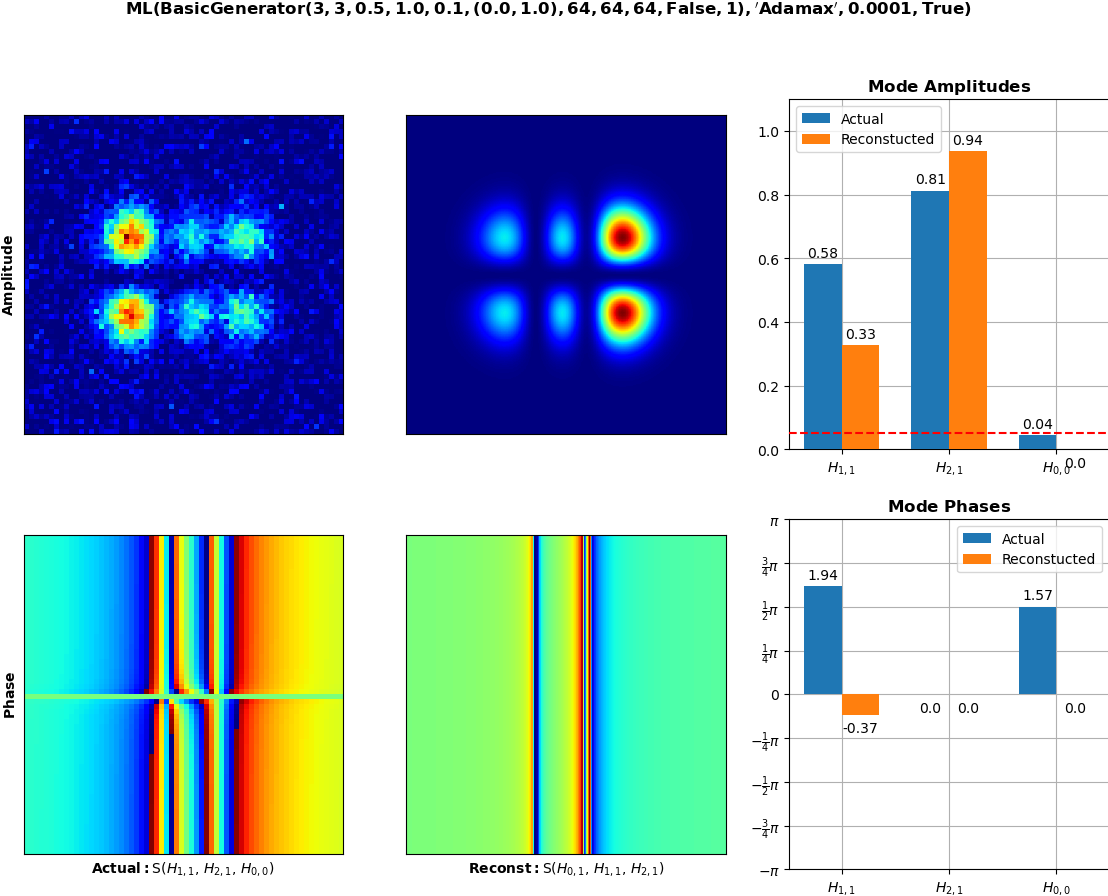 ML(BasicGenerator(3, 3, 0.5, 1.0, 0.1, (0.0, 1.0), 64, 64, 64, False, 1), 'Adamax', 0.0001, True)
Amplitude
Mode Amplitudes
Actual
Reconstucted
1.0
0.8
0.6
0.4
0.2
0.0
0.58
0.33
0.81
0.94
0.04
0.0
H1,1
H2,1
H0,0
Phase
Actual: S(H1,1, H2,1, H0,0)
Reconst: S(H0,1, H1,1, H2,1)
Mode Phases
Actual
Reconstucted
π
3/4π
1/2π
1/4π
0
−1/4π
−1/2π
−3/4π
−π
1.94
-0.37
0.0
0.0
1.57
0.0
H1,1
H2,1
H0,0